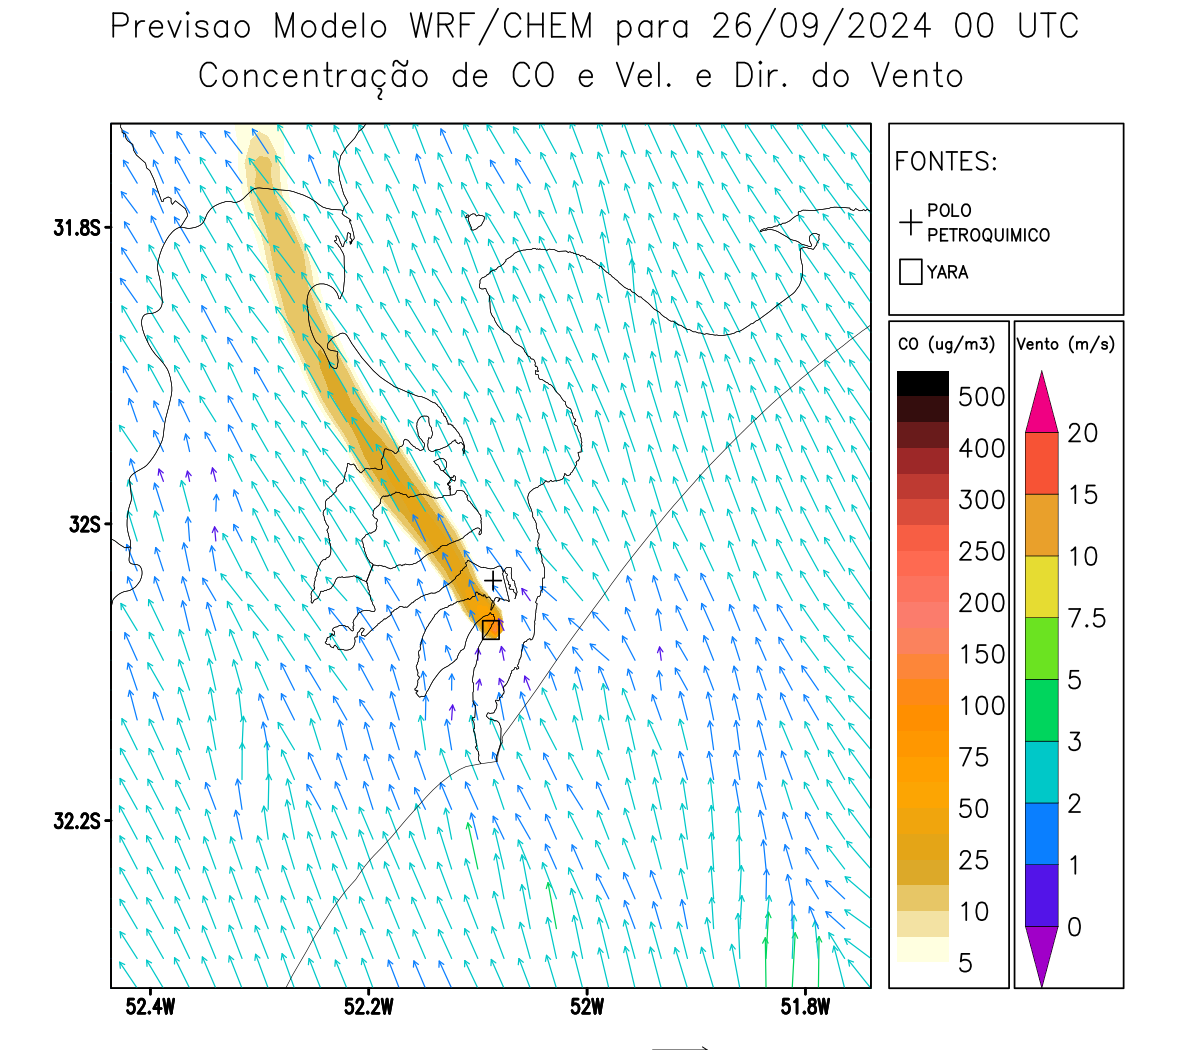 Previsao Modelo WRF/CHEM para 26/09/2024 00 UTC
Concentração de CO e Vel. e Dir. do Vento
FONTES:
POLO
PETROQUIMICO
YARA
CO (ug/m3)
500
400
300
250
200
150
100
75
50
25
10
5
Vento (m/s)
20
15
10
7.5
5
3
2
1
0
31.8S
32S
32.2S
52.4W
52.2W
52W
51.8W